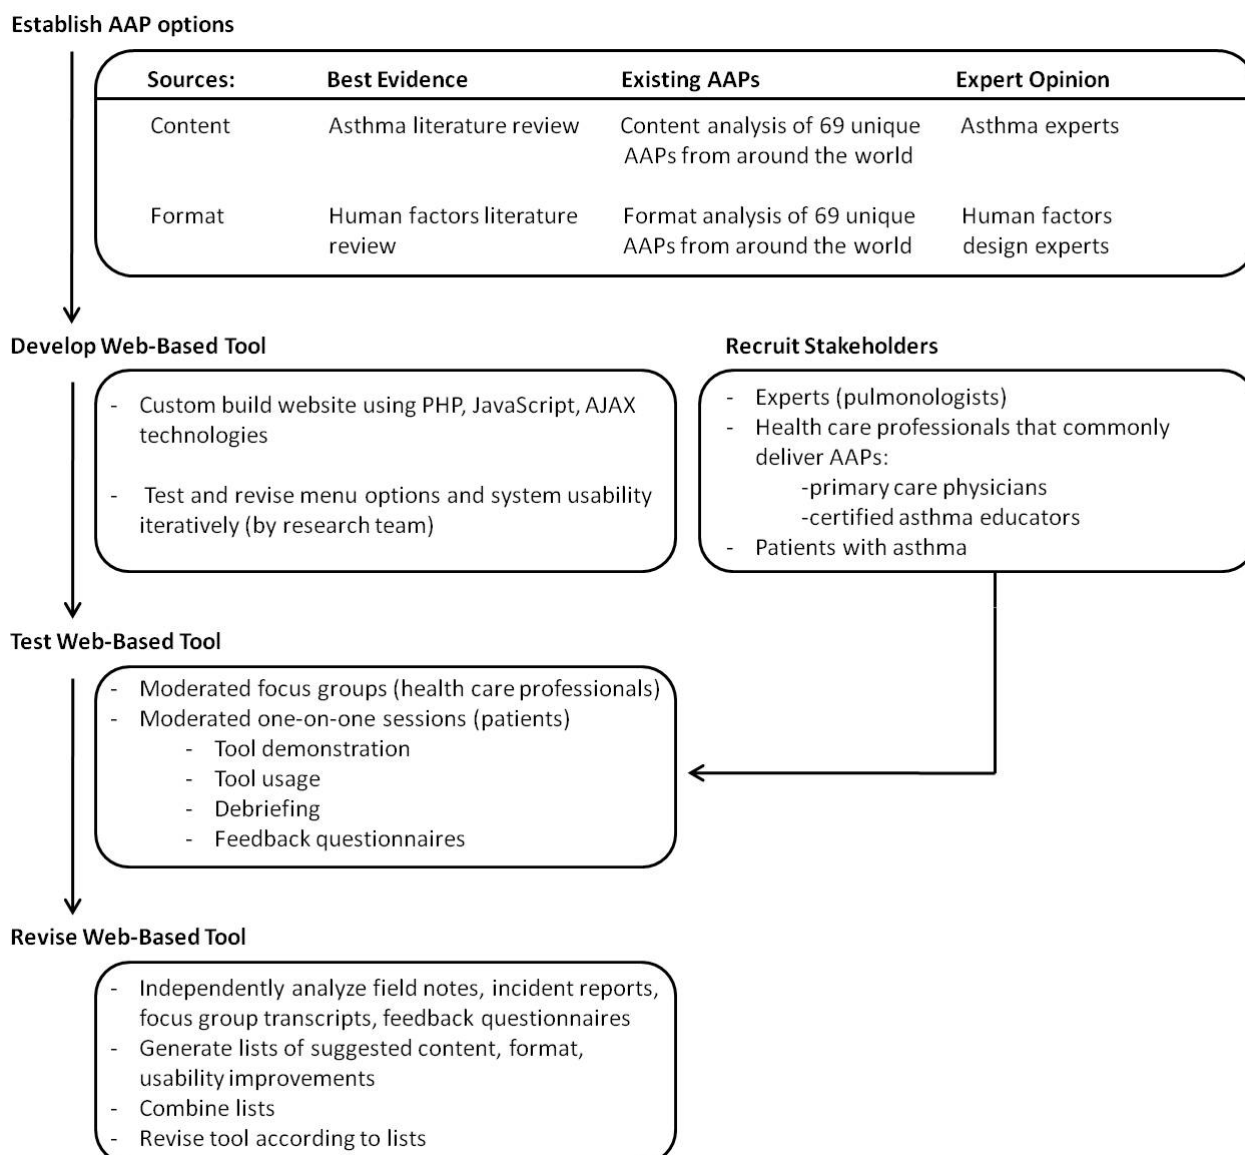 Establish AAP options
Sources: Best Evidence Existing AAPs Expert Opinion
Content Asthma literature review Content analysis of 69 unique AAPs from around the world Asthma experts
Format Human factors literature review Format analysis of 69 unique AAPs from around the world Human factors design experts
Develop Web-Based Tool
- Custom build website using PHP, JavaScript, AJAX
technologies
- Test and revise menu options and system usability
iteratively (by research team)
Recruit Stakeholders
- Experts (pulmonologists)
- Health care professionals that commonly
deliver AAPs:
-primary care physicians
-certified asthma educators
- Patients with asthma
Test Web-Based Tool
- Moderated focus groups (health care professionals)
- Moderated one-on-one sessions (patients)
- Tool demonstration
- Tool usage
- Debriefing
- Feedback questionnaires
Revise Web-Based Tool
- Independently analyze field notes, incident reports,
focus group transcripts, feedback questionnaires
- Generate lists of suggested content, format,
usability improvements
- Combine lists
- Revise tool according to lists